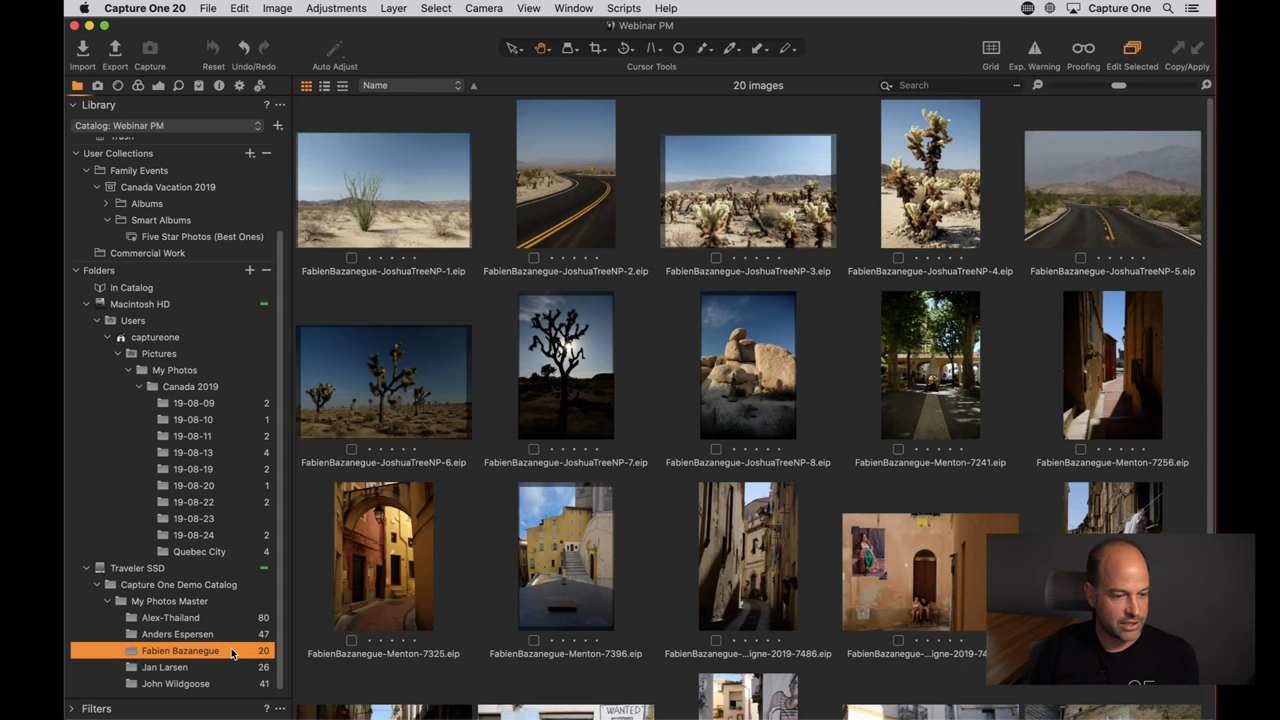 Capture One 20 File Edit Image Adjustments Layer Select Camera View Window Scripts Help Capture One
Webinar PM
Import Export Capture Reset Undo/Redo Auto Adjust Cursor Tools Grid Exp. Warning Proofing Edit Selected Copy/Apply
Library ? ...
Name 20 images Search ...
Catalog: Webinar PM
Trash
User Collections
Family Events
Canada Vacation 2019
Albums
Smart Albums
Five Star Photos (Best Ones)
Commercial Work
Folders
In Catalog
Macintosh HD
Users
captureone
Pictures
My Photos
Canada 2019
19-08-09 2
19-08-10 1
19-08-11 2
19-08-13 4
19-08-19 2
19-08-20 1
19-08-22 2
19-08-23
19-08-24 2
Quebec City 4
Traveler SSD
Capture One Demo Catalog
My Photos Master
Alex-Thailand 80
Anders Espersen 47
Fabien Bazanegue 20
Jan Larsen 26
John Wildgoose 41
Filters ? ...
FabienBazanegue-JoshuaTreeNP-1.eip FabienBazanegue-JoshuaTreeNP-2.eip FabienBazanegue-JoshuaTreeNP-3.eip FabienBazanegue-JoshuaTreeNP-4.eip FabienBazanegue-JoshuaTreeNP-5.eip
FabienBazanegue-JoshuaTreeNP-6.eip FabienBazanegue-JoshuaTreeNP-7.eip FabienBazanegue-JoshuaTreeNP-8.eip FabienBazanegue-Menton-7241.eip FabienBazanegue-Menton-7256.eip
FabienBazanegue-Menton-7325.eip FabienBazanegue-Menton-7396.eip FabienBazanegue-C...igne-2019-7486.eip FabienBazanegue-C...igne-2019-74
WANTED